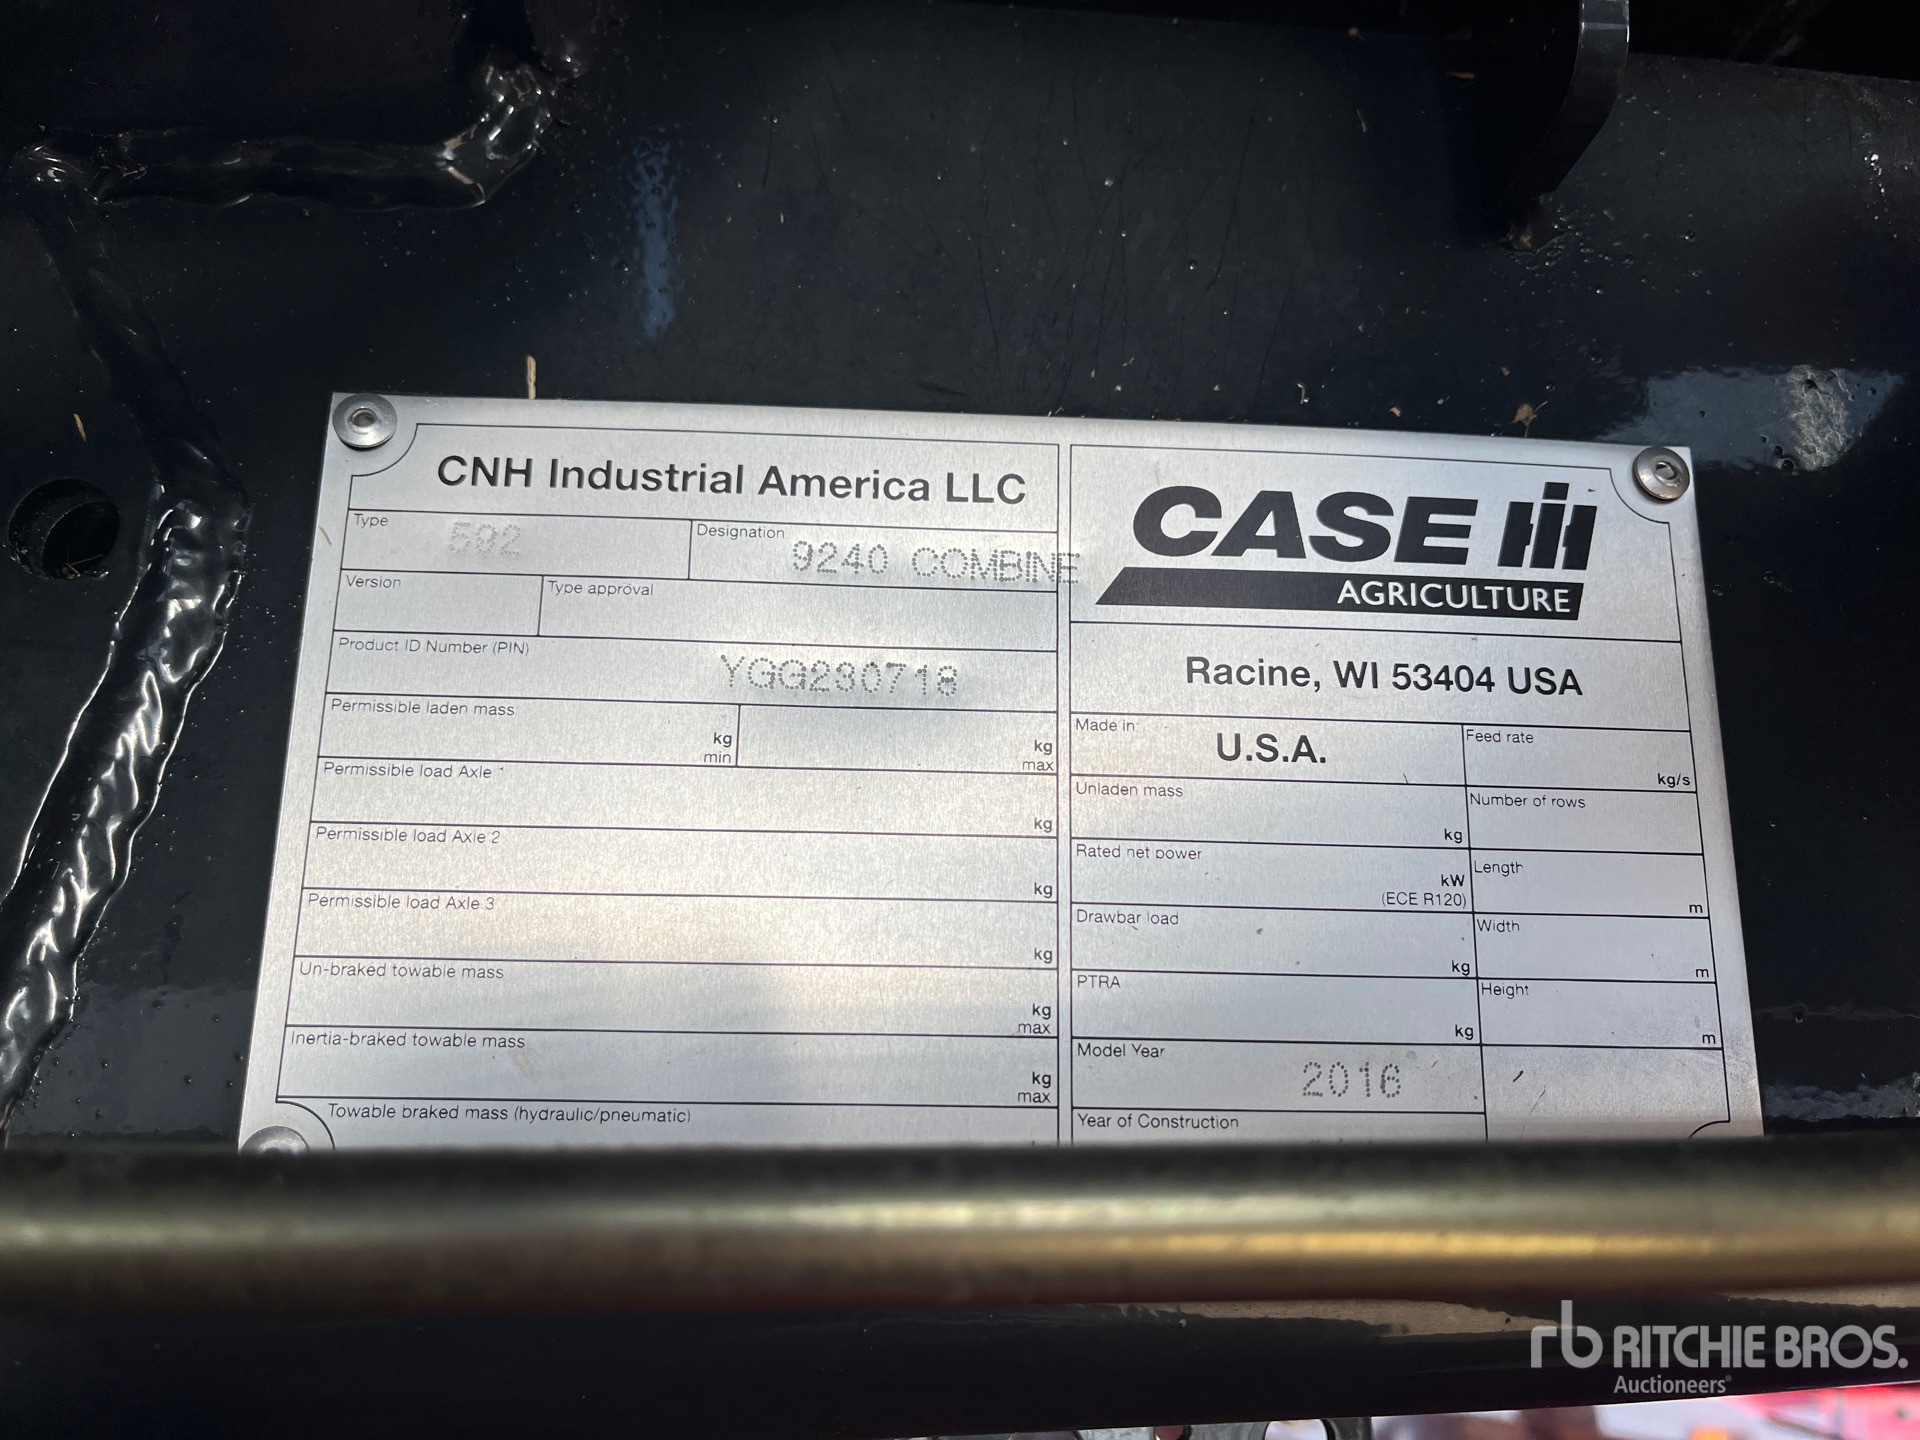 CNH Industrial America LLC
Type 592
Designation 9240 COMBINE
Version
Type approval
Product ID Number (PIN) YGG230718
Permissible laden mass
kg min
kg max
Permissible load Axle 1
kg
Permissible load Axle 2
kg
Permissible load Axle 3
kg
Un-braked towable mass
kg max
Inertia-braked towable mass
kg max
Towable braked mass (hydraulic/pneumatic)
CASE IH
AGRICULTURE
Racine, WI 53404 USA
Made in U.S.A.
Feed rate
kg/s
Unladen mass
kg
Number of rows
Rated net power
kW
(ECE R120)
Length
m
Drawbar load
kg
Width
m
PTRA
kg
Height
m
Model Year 2016
Year of Construction
rb RITCHIE BROS.
Auctioneers